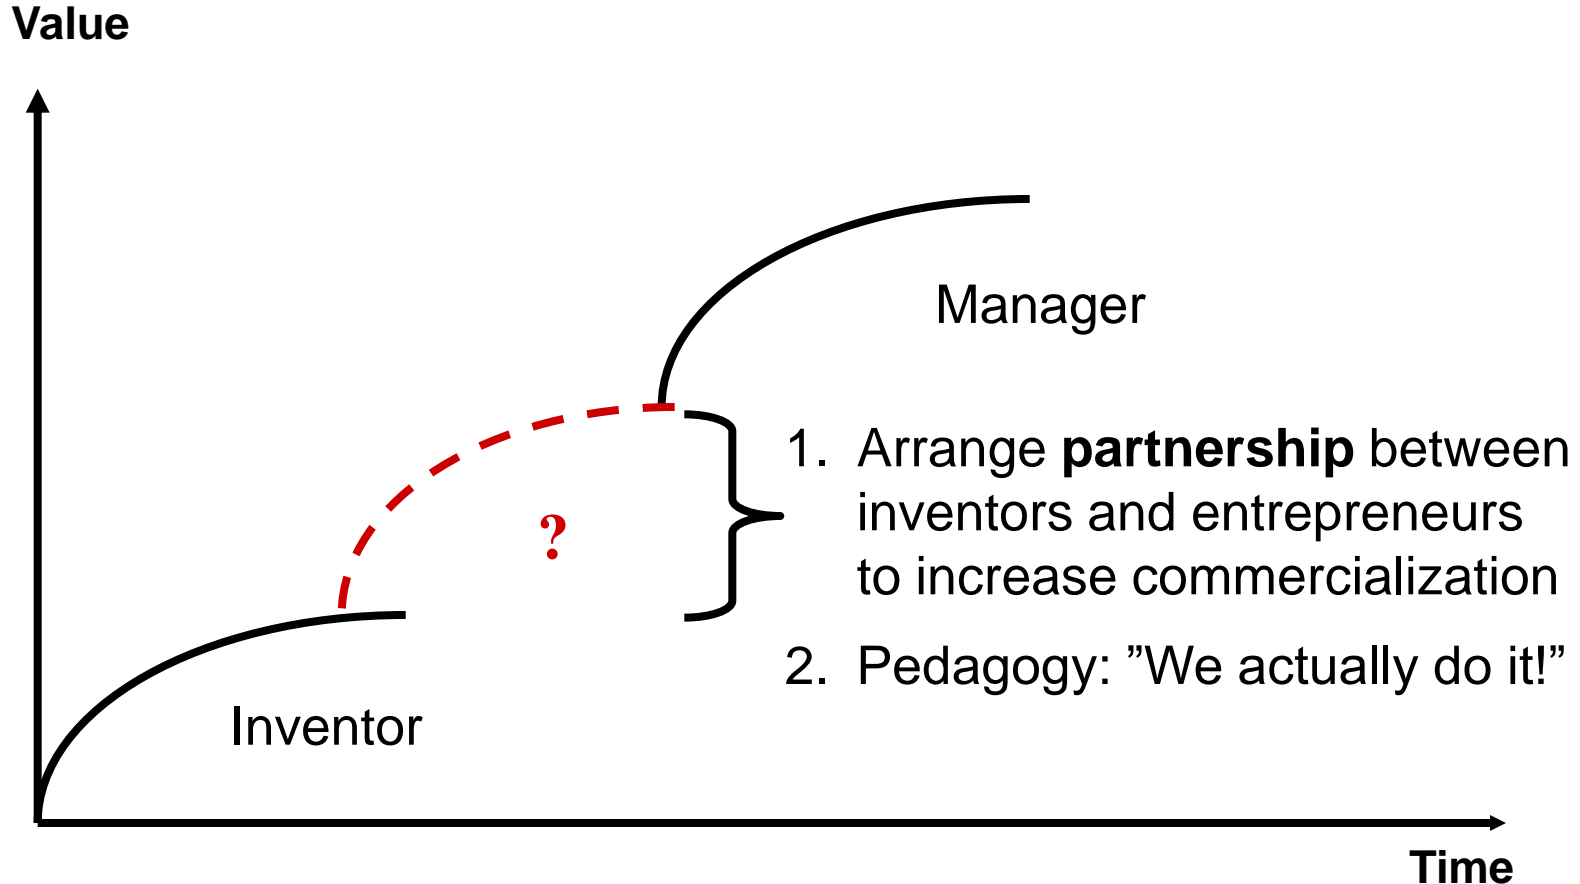 Value
Manager
1. Arrange partnership between
inventors and entrepreneurs
to increase commercialization
?
2. Pedagogy: ”We actually do it!”
Inventor
Time